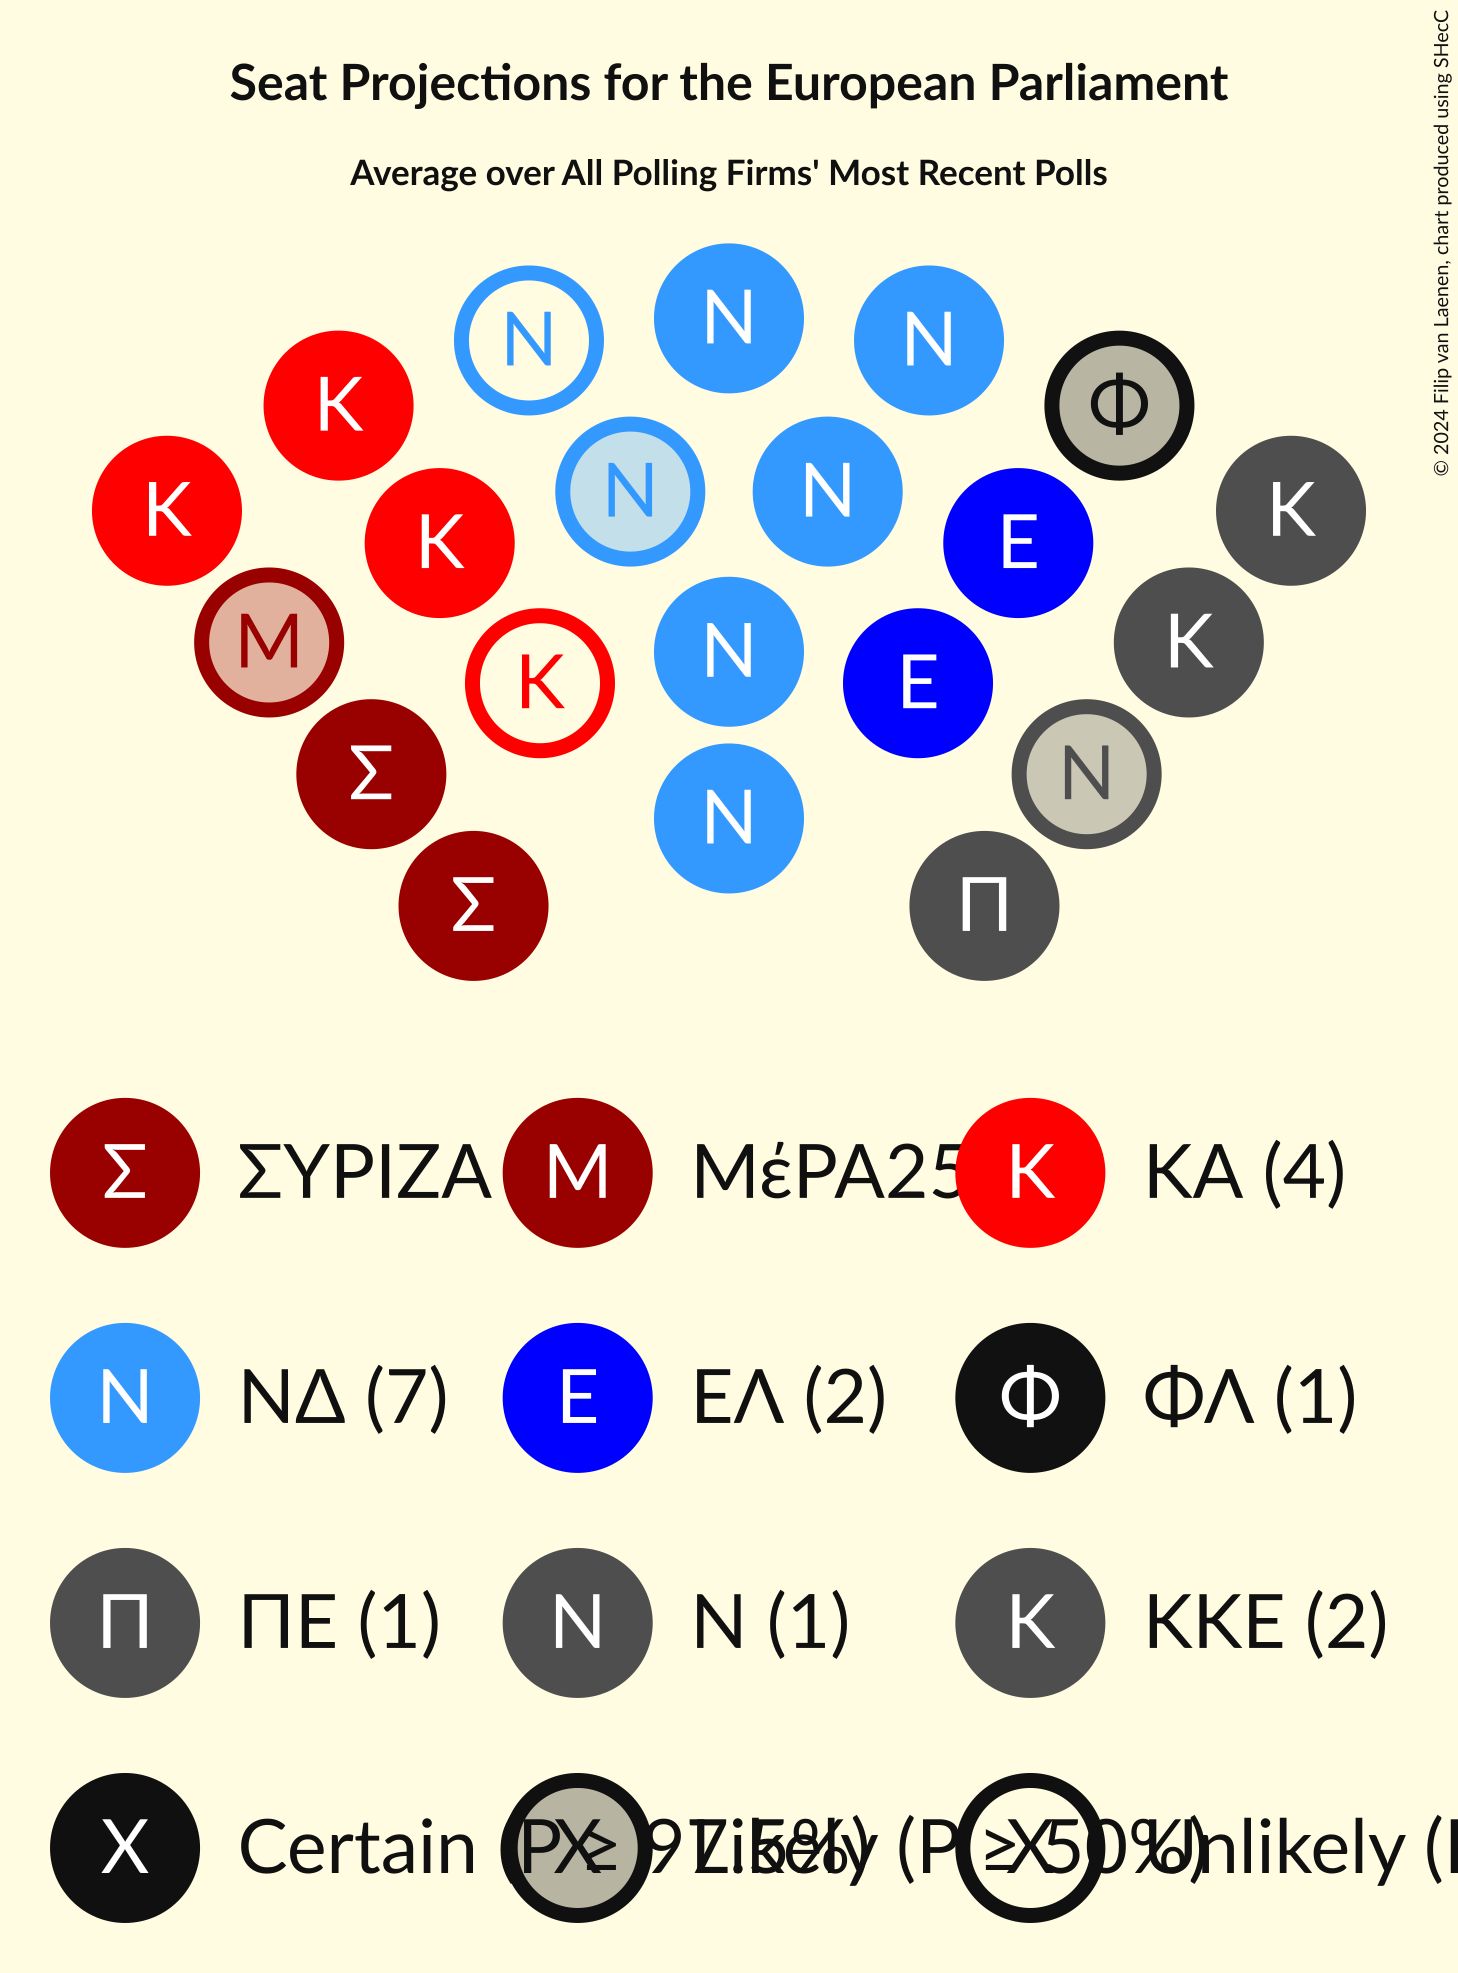 Seat Projections for the European Parliament
Average over All Polling Firms' Most Recent Polls
© 2024 Filip van Laenen, chart produced using SHecC
Ν
Ν Ν
Κ Φ
Κ Κ
Ν Ν
Κ Ε
Μ Ν Κ
Κ Ε
Σ Ν
Ν
Σ Π
Σ ΣΥΡΙΖΑ Μ ΜέΡΑ25 Κ ΚΑ (4)
Ν ΝΔ (7) Ε ΕΛ (2) Φ ΦΛ (1)
Π ΠΕ (1) Ν Ν (1) Κ ΚΚΕ (2)
X Certain (P ≥ 97.5%) X Likely (P ≥ 50%) X Unlikely